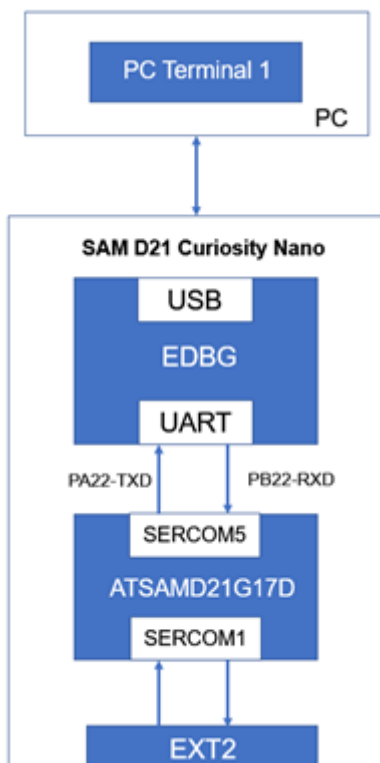 PC Terminal 1
PC
SAM D21 Curiosity Nano
USB
EDBG
UART
PA22-TXD
PB22-RXD
SERCOM5
ATSAMD21G17D
SERCOM1
EXT2